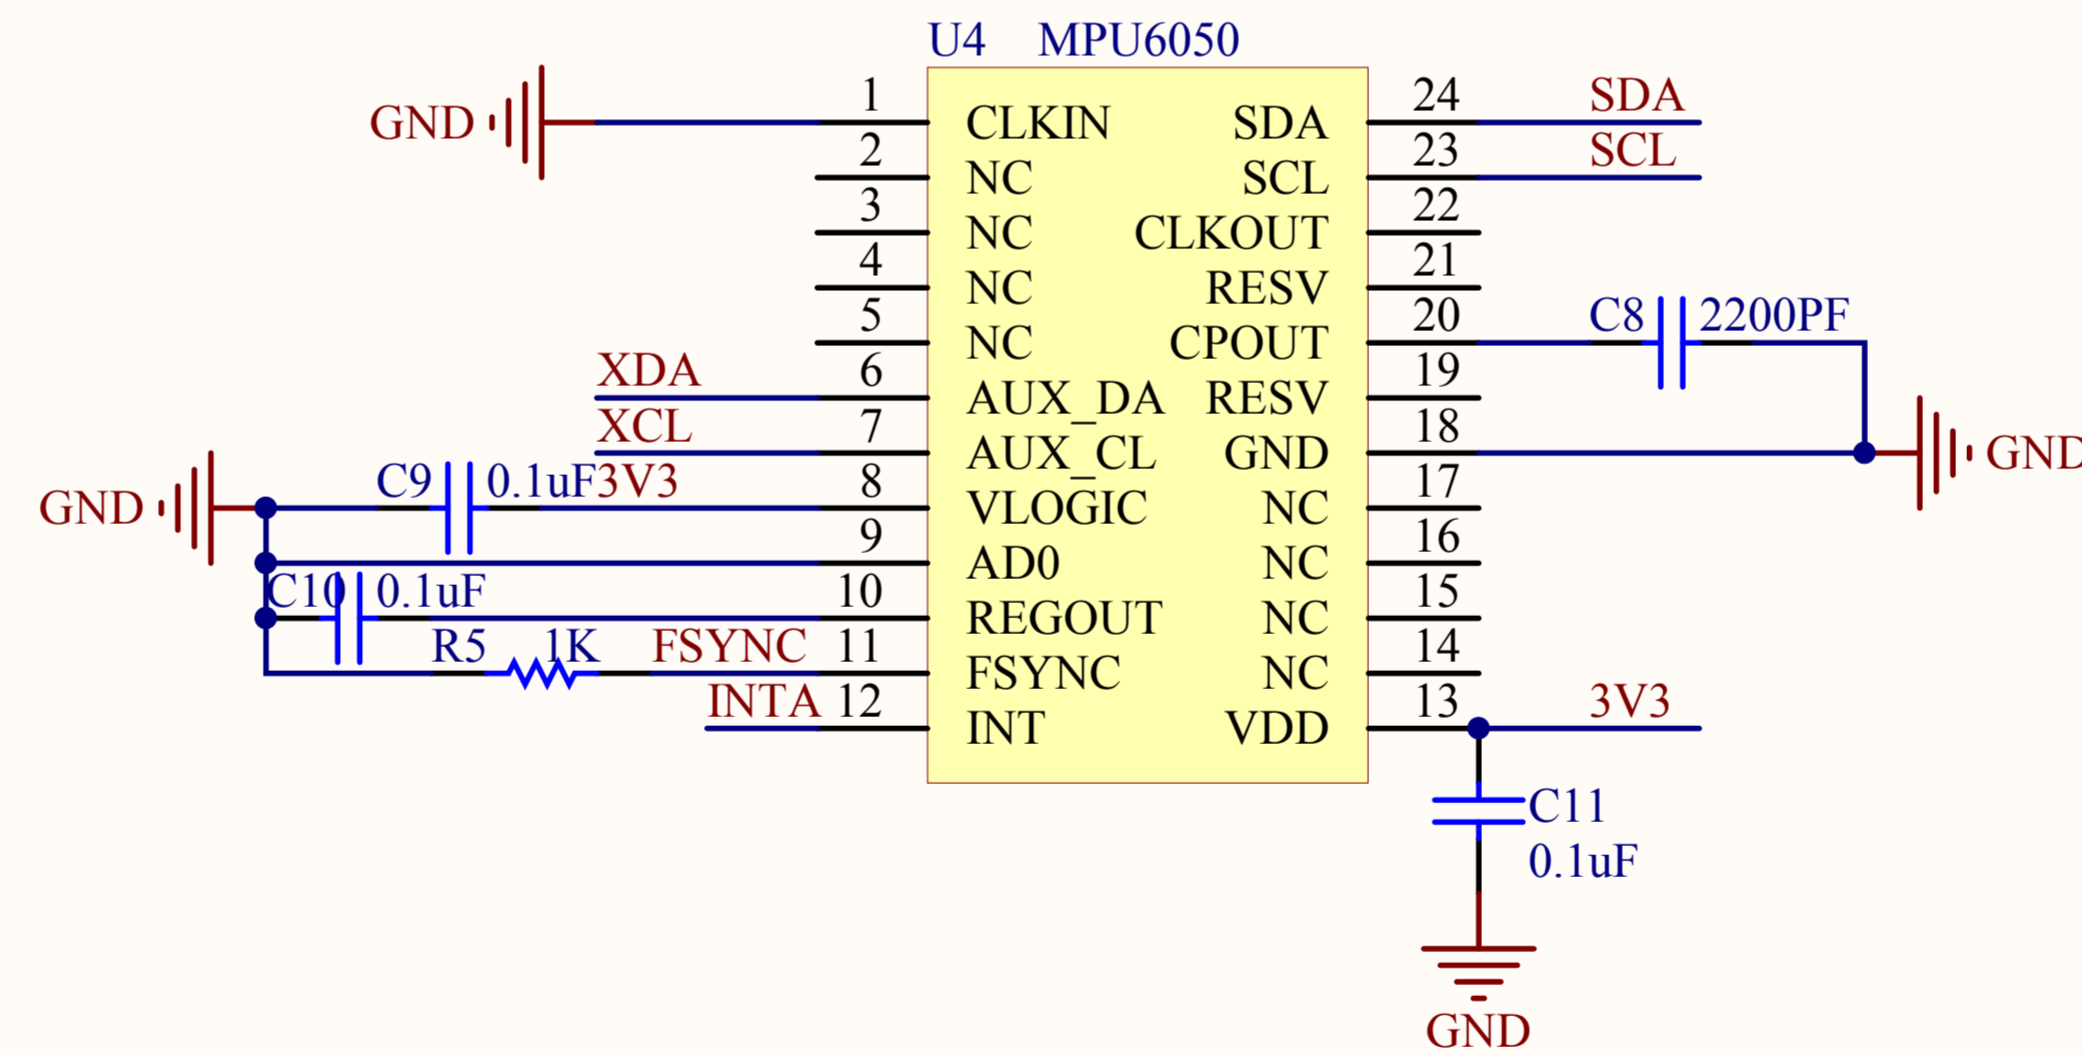 U4 MPU6050
GND 1 CLKIN SDA 24 SDA
2 NC SCL 23 SCL
3 NC CLKOUT 22
4 NC RESV 21
5 NC CPOUT 20 C8 2200PF
XDA 6 AUX_DA RESV 19
XCL 7 AUX_CL GND 18 GND
GND C9 0.1uF 3V3 8 VLOGIC NC 17
9 AD0 NC 16
C10 0.1uF 10 REGOUT NC 15
R5 1K FSYNC 11 FSYNC NC 14
INTA 12 INT VDD 13 3V3
C11
0.1uF
GND